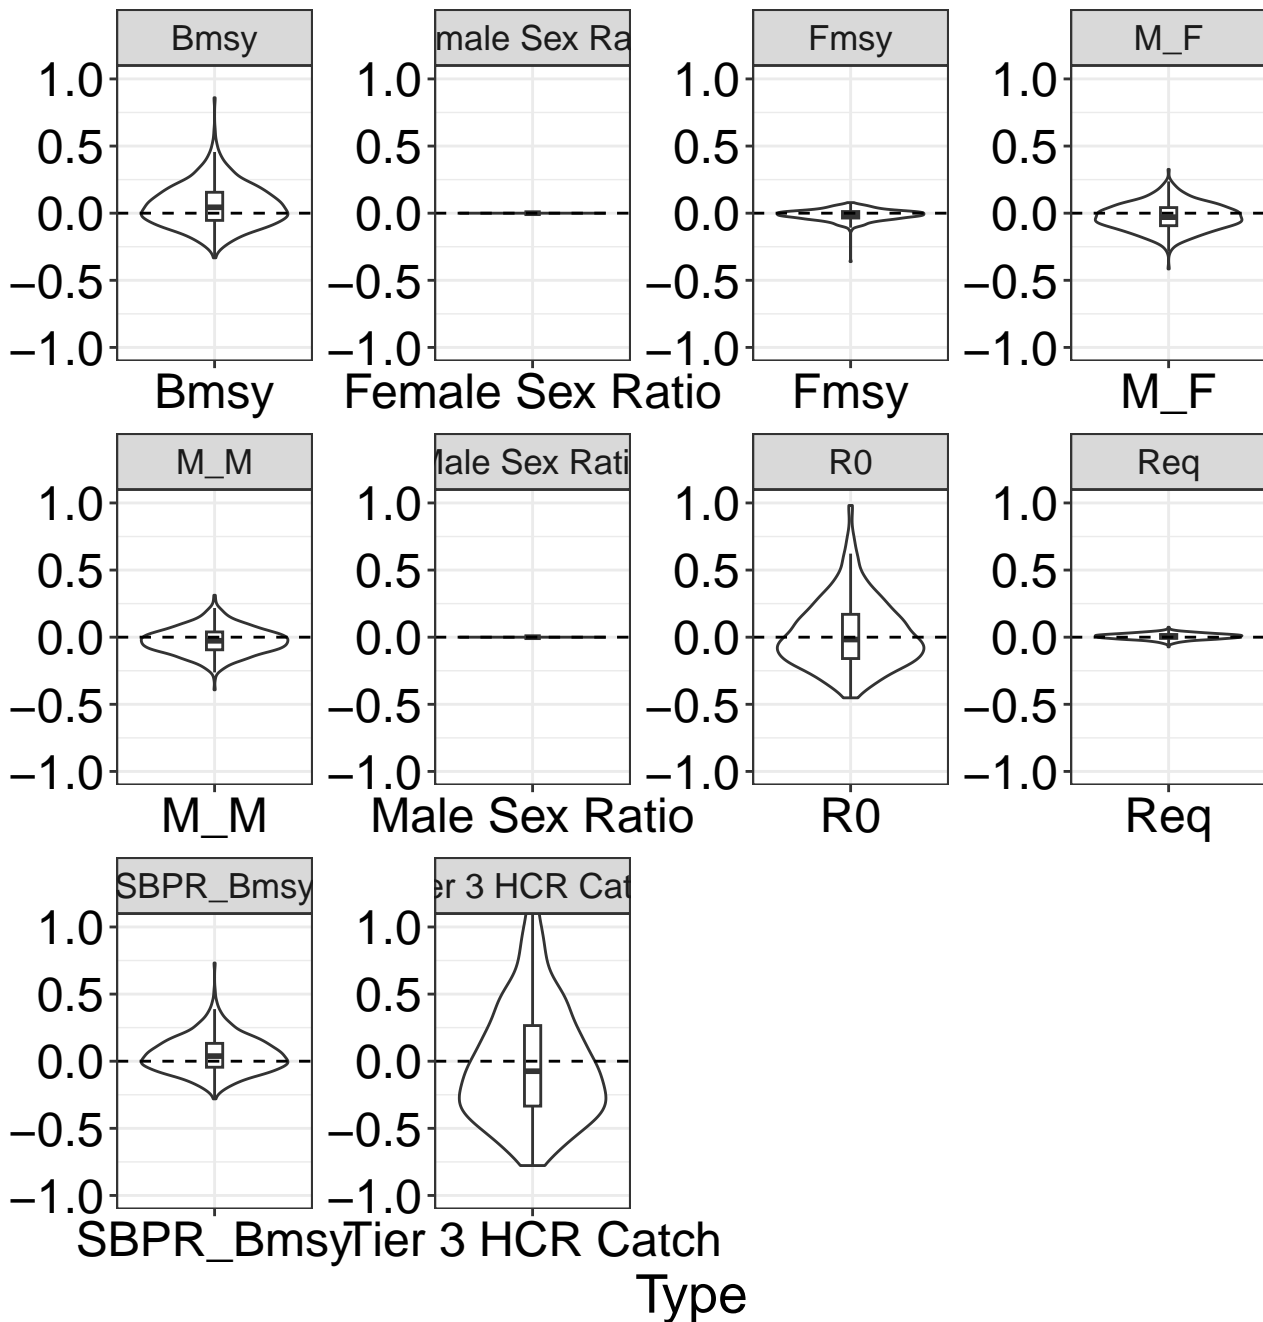 Bmsy
male Sex Ra
Fmsy
M_F
1.0
0.5
0.0
−0.5
−1.0
1.0
0.5
0.0
−0.5
−1.0
1.0
0.5
0.0
−0.5
−1.0
1.0
0.5
0.0
−0.5
−1.0
Bmsy
Female Sex Ratio
Fmsy
M_F
M_M
Male Sex Rati
R0
Req
1.0
0.5
0.0
−0.5
−1.0
1.0
0.5
0.0
−0.5
−1.0
1.0
0.5
0.0
−0.5
−1.0
1.0
0.5
0.0
−0.5
−1.0
M_M
Male Sex Ratio
R0
Req
SBPR_Bmsy
er 3 HCR Cat
1.0
0.5
0.0
−0.5
−1.0
1.0
0.5
0.0
−0.5
−1.0
SBPR_Bmsy
Tier 3 HCR Catch
Type